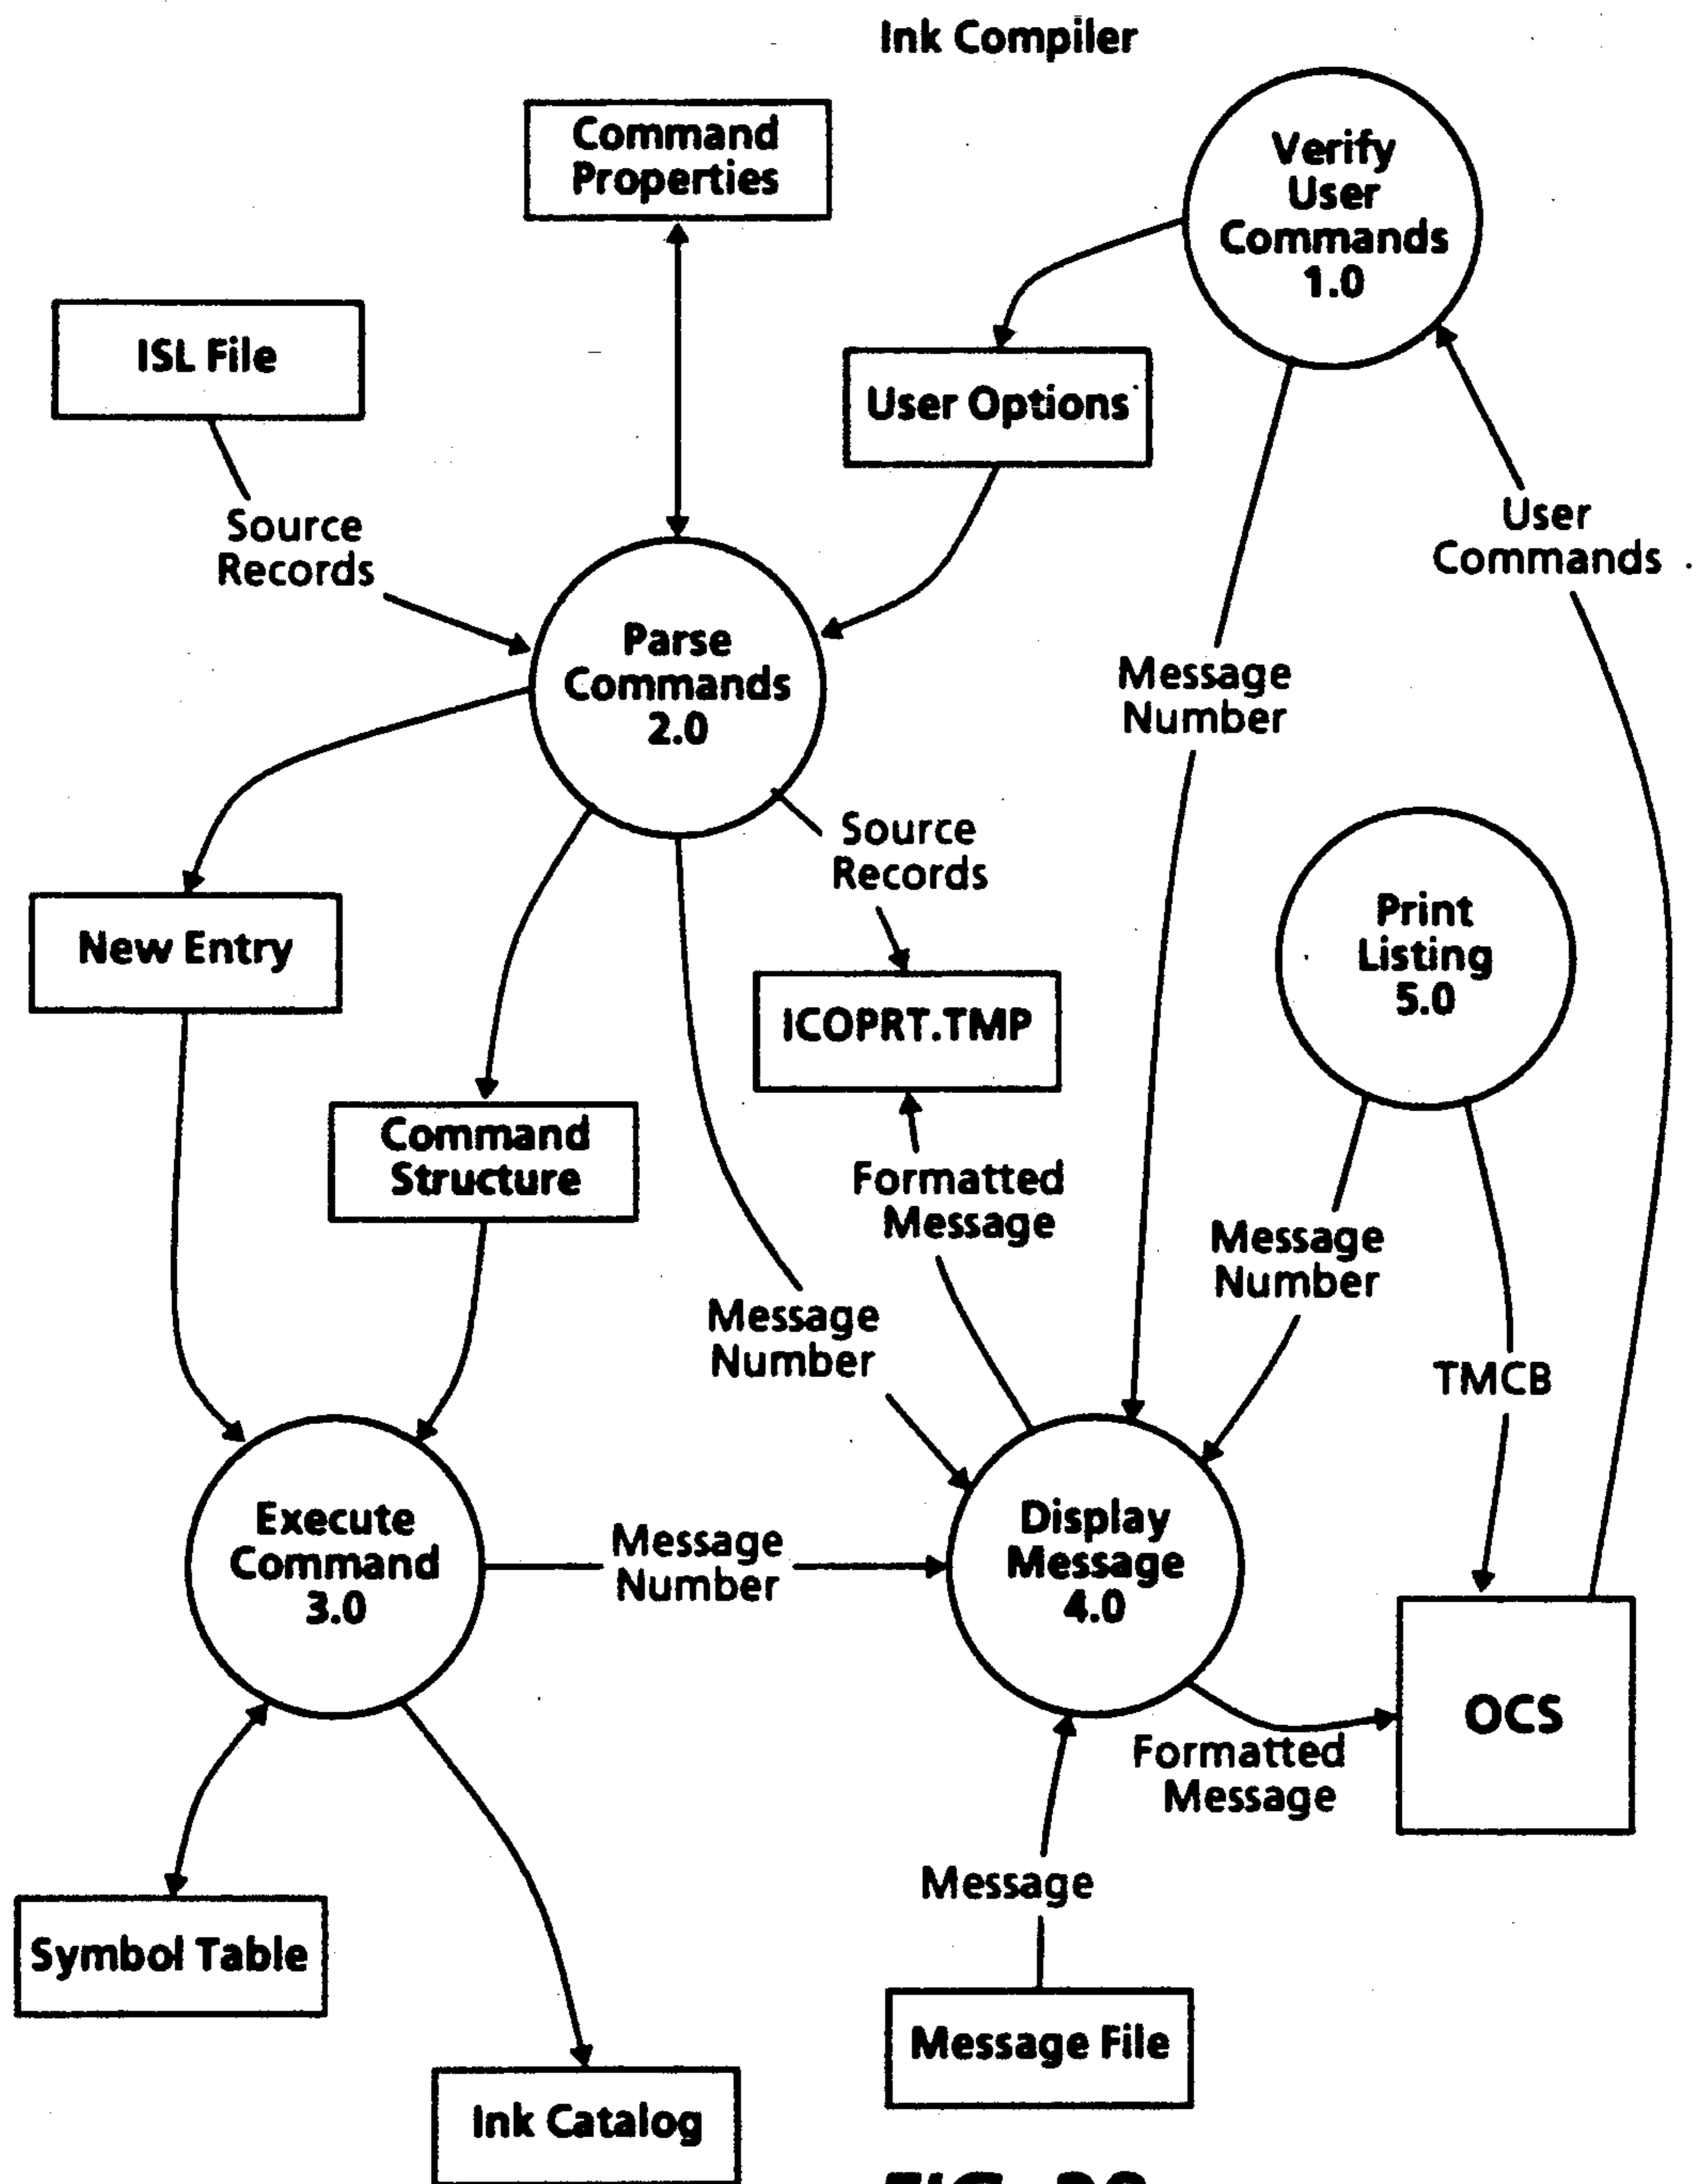 Ink Compiler
Command
Properties
Verify
User
Commands
1.0
ISL File
User Options
Source
Records
User
Commands
Parse
Commands
2.0
Message
Number
Source
Records
New Entry
Print
Listing
5.0
ICOPRT.TMP
Command
Structure
Formatted
Message
Message
Number
Message
Number
TMCB
Execute
Command
3.0
Message
Number
Display
Message
4.0
OCS
Formatted
Message
Message
Symbol Table
Message File
Ink Catalog